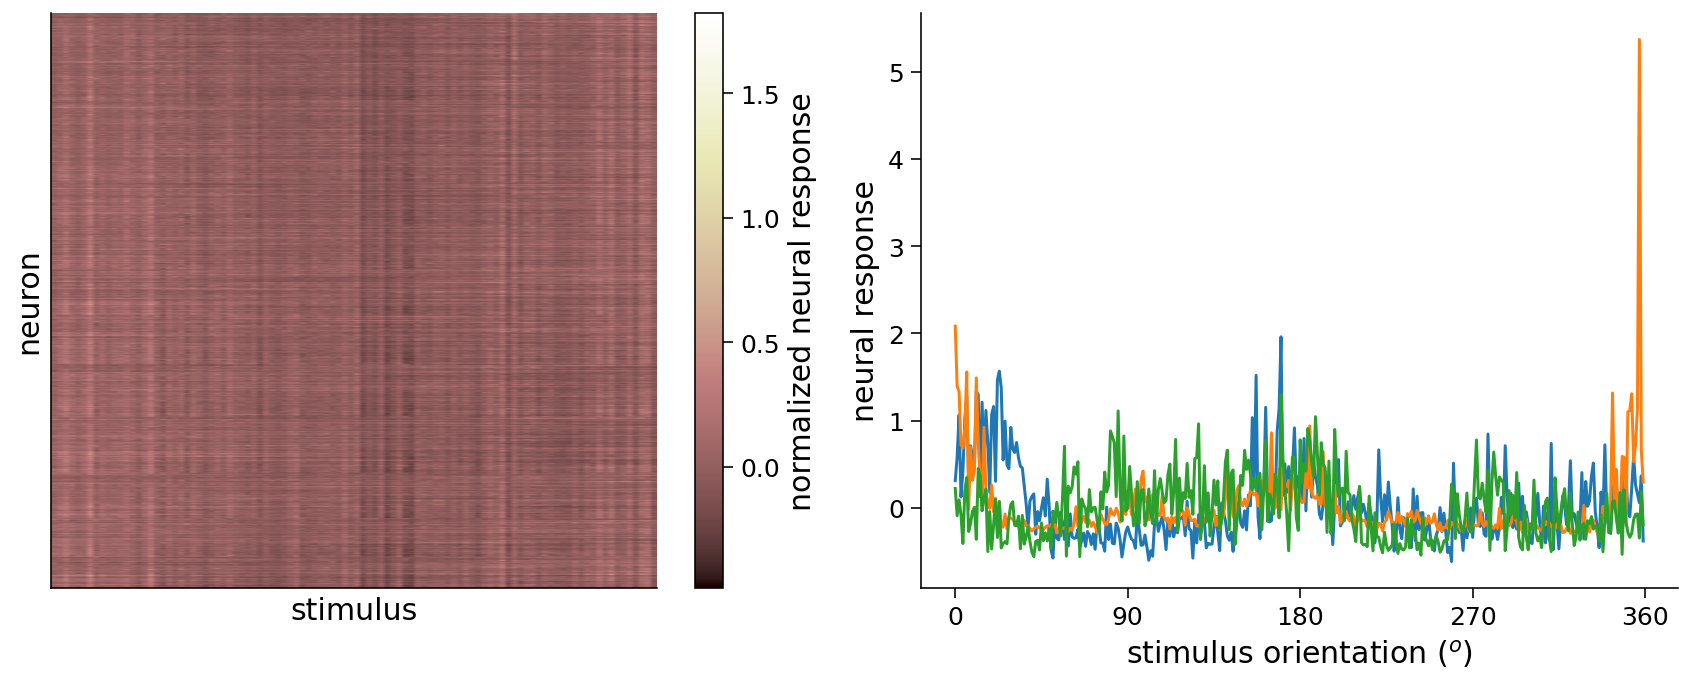 neuron
stimulus
1.5
1.0
0.5
0.0
normalized neural response
5
4
3
2
1
0
neural response
0 90 180 270 360
stimulus orientation (º)